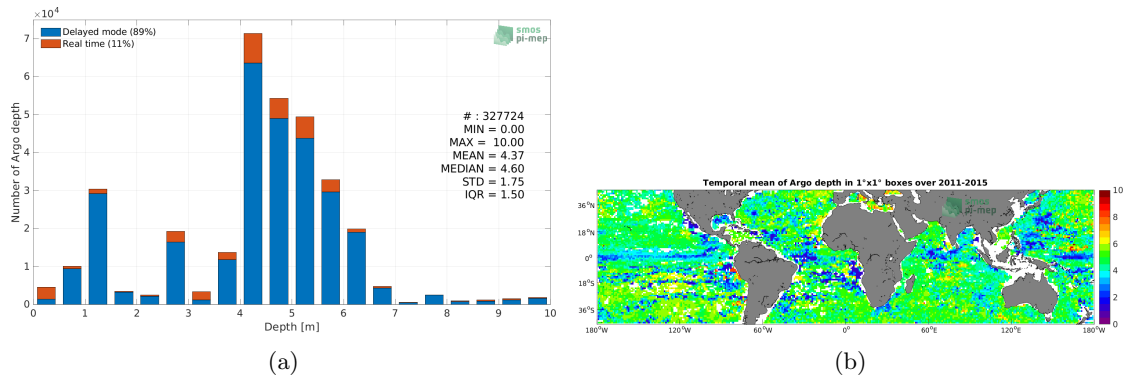 ×10⁴
Delayed mode (89%)
Real time (11%)
smos
pi-mep
7
6
5
4
3
2
1
0
Number of Argo depth
# : 327724
MIN = 0.00
MAX = 10.00
MEAN = 4.37
MEDIAN = 4.60
STD = 1.75
IQR = 1.50
0 1 2 3 4 5 6 7 8 9 10
Depth [m]
(a)
Temporal mean of Argo depth in 1°x1° boxes over 2011-2015
smos
pi-mep
36°N
18°N
0°
18°S
36°S
180°W 120°W 60°W 0° 60°E 120°E 180°W
10
8
6
4
2
0
(b)